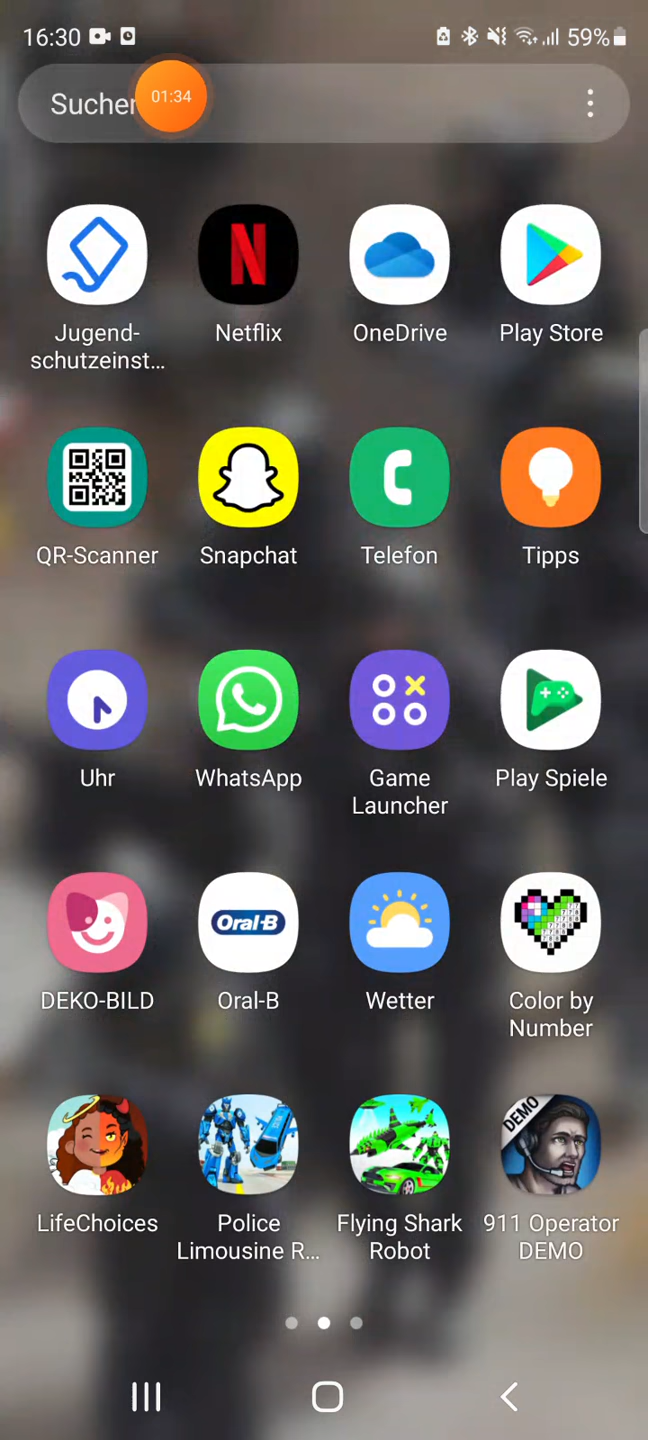 16:30
59%
Sucher
01:34
N
Jugend-
schutzeinst...
Netflix
OneDrive
Play Store
QR-Scanner
Snapchat
Telefon
Tipps
Uhr
WhatsApp
Game
Launcher
Play Spiele
Oral-B
DEKO-BILD
Oral-B
Wetter
Color by
Number
DEMO
LifeChoices
Police
Limousine R...
Flying Shark
Robot
911 Operator
DEMO